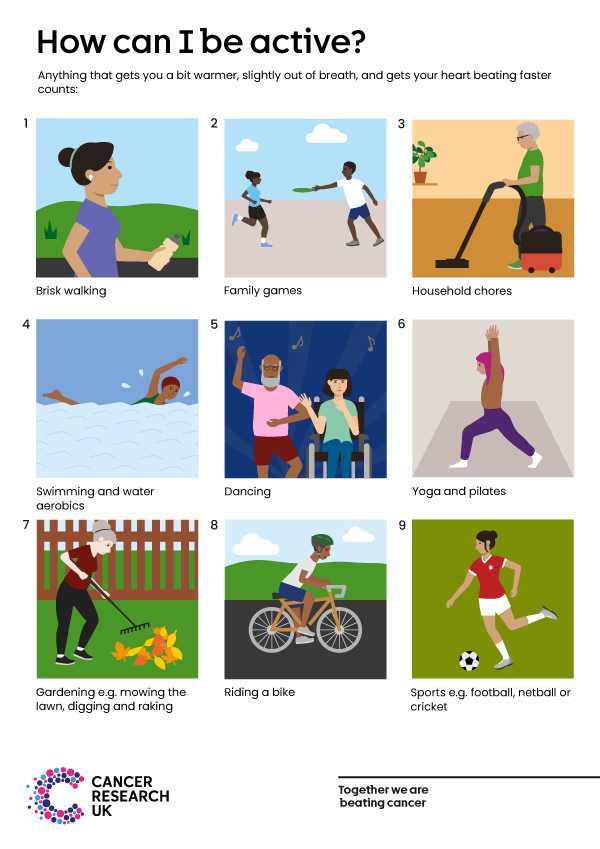 How can I be active?
Anything that gets you a bit warmer, slightly out of breath, and gets your heart beating faster
counts:
1
Brisk walking
2
Family games
3
Household chores
4
Swimming and water
aerobics
5
Dancing
6
Yoga and pilates
7
Gardening e.g. mowing the
lawn, digging and raking
8
Riding a bike
9
Sports e.g. football, netball or
cricket
CANCER
RESEARCH
UK
Together we are
beating cancer